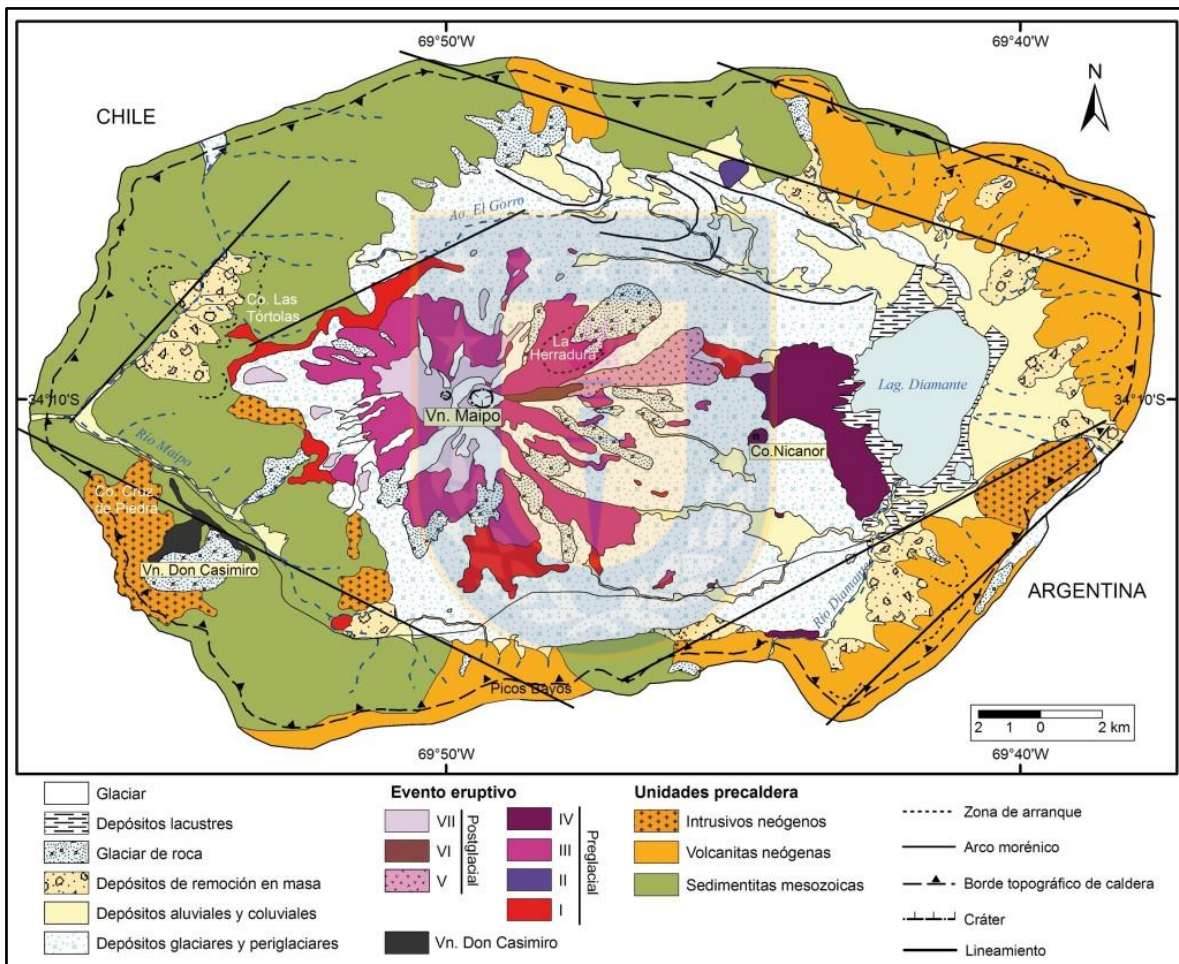 69°50'W
69°40'W
CHILE
N
Ao. El Gorro
Co. Las
Tórtolas
La
Herradura
34°10'S
Vn. Maipo
Lag. Diamante
34°10'S
Río Maipo
Co.Nicanor
Co. Cruz
de Piedra
Vn. Don Casimiro
Río Diamante
ARGENTINA
Picos Bayos
2 1 0 2 km
69°50'W
69°40'W
Glaciar
Depósitos lacustres
Glaciar de roca
Depósitos de remoción en masa
Depósitos aluviales y coluviales
Depósitos glaciares y periglaciares
Evento eruptivo
VII
VI
V
Postglacial
IV
III
II
I
Preglacial
Vn. Don Casimiro
Unidades precaldera
Intrusivos neógenos
Volcanitas neógenas
Sedimentitas mesozoicas
Zona de arranque
Arco morénico
Borde topográfico de caldera
Cráter
Lineamiento